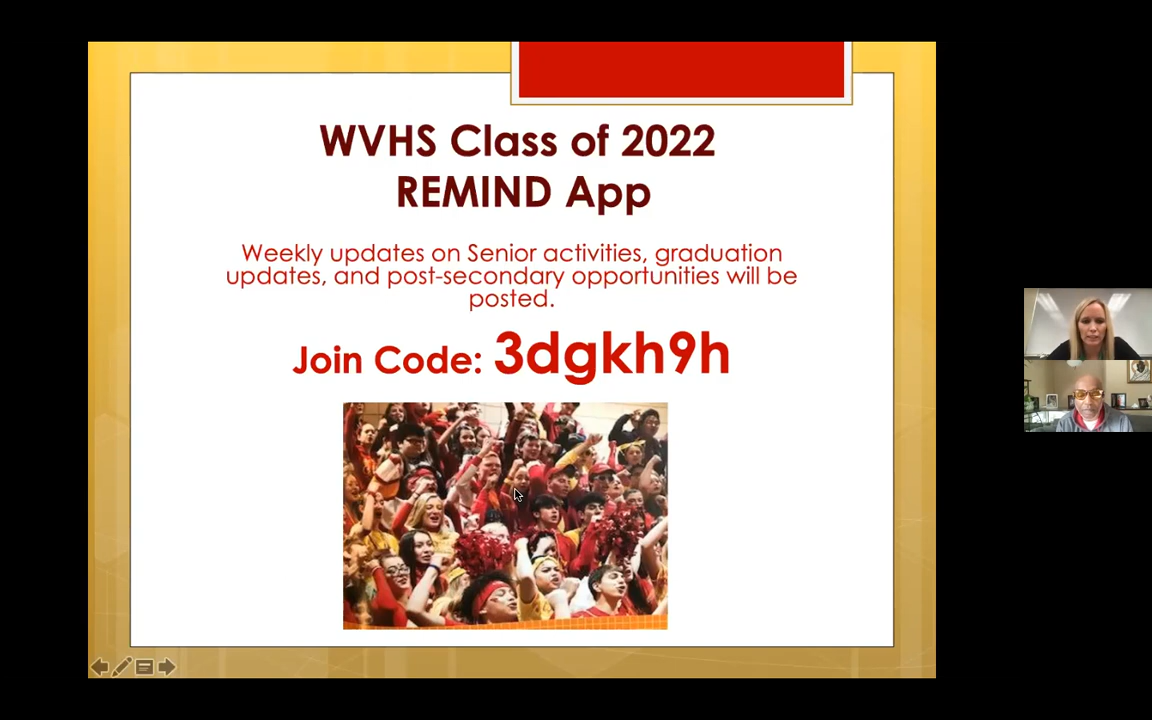 WVHS Class of 2022
REMIND App
Weekly updates on Senior activities, graduation
updates, and post-secondary opportunities will be
posted.
Join Code: 3dgkh9h